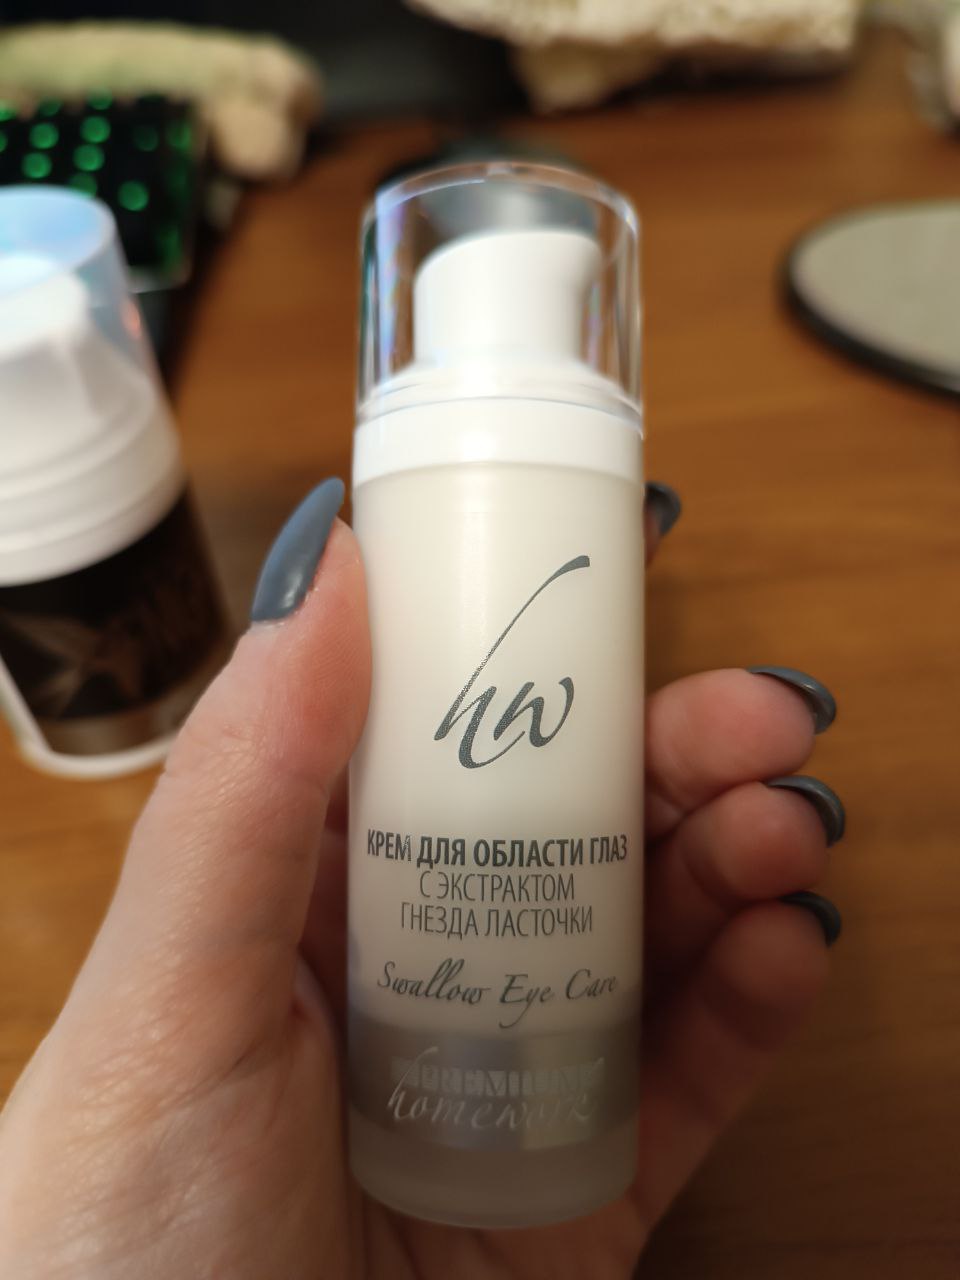 hw
КРЕМ ДЛЯ ОБЛАСТИ ГЛАЗ
С ЭКСТРАКТОМ
ГНЕЗДА ЛАСТОЧКИ
Swallow Eye Care
PREMIUM
homework